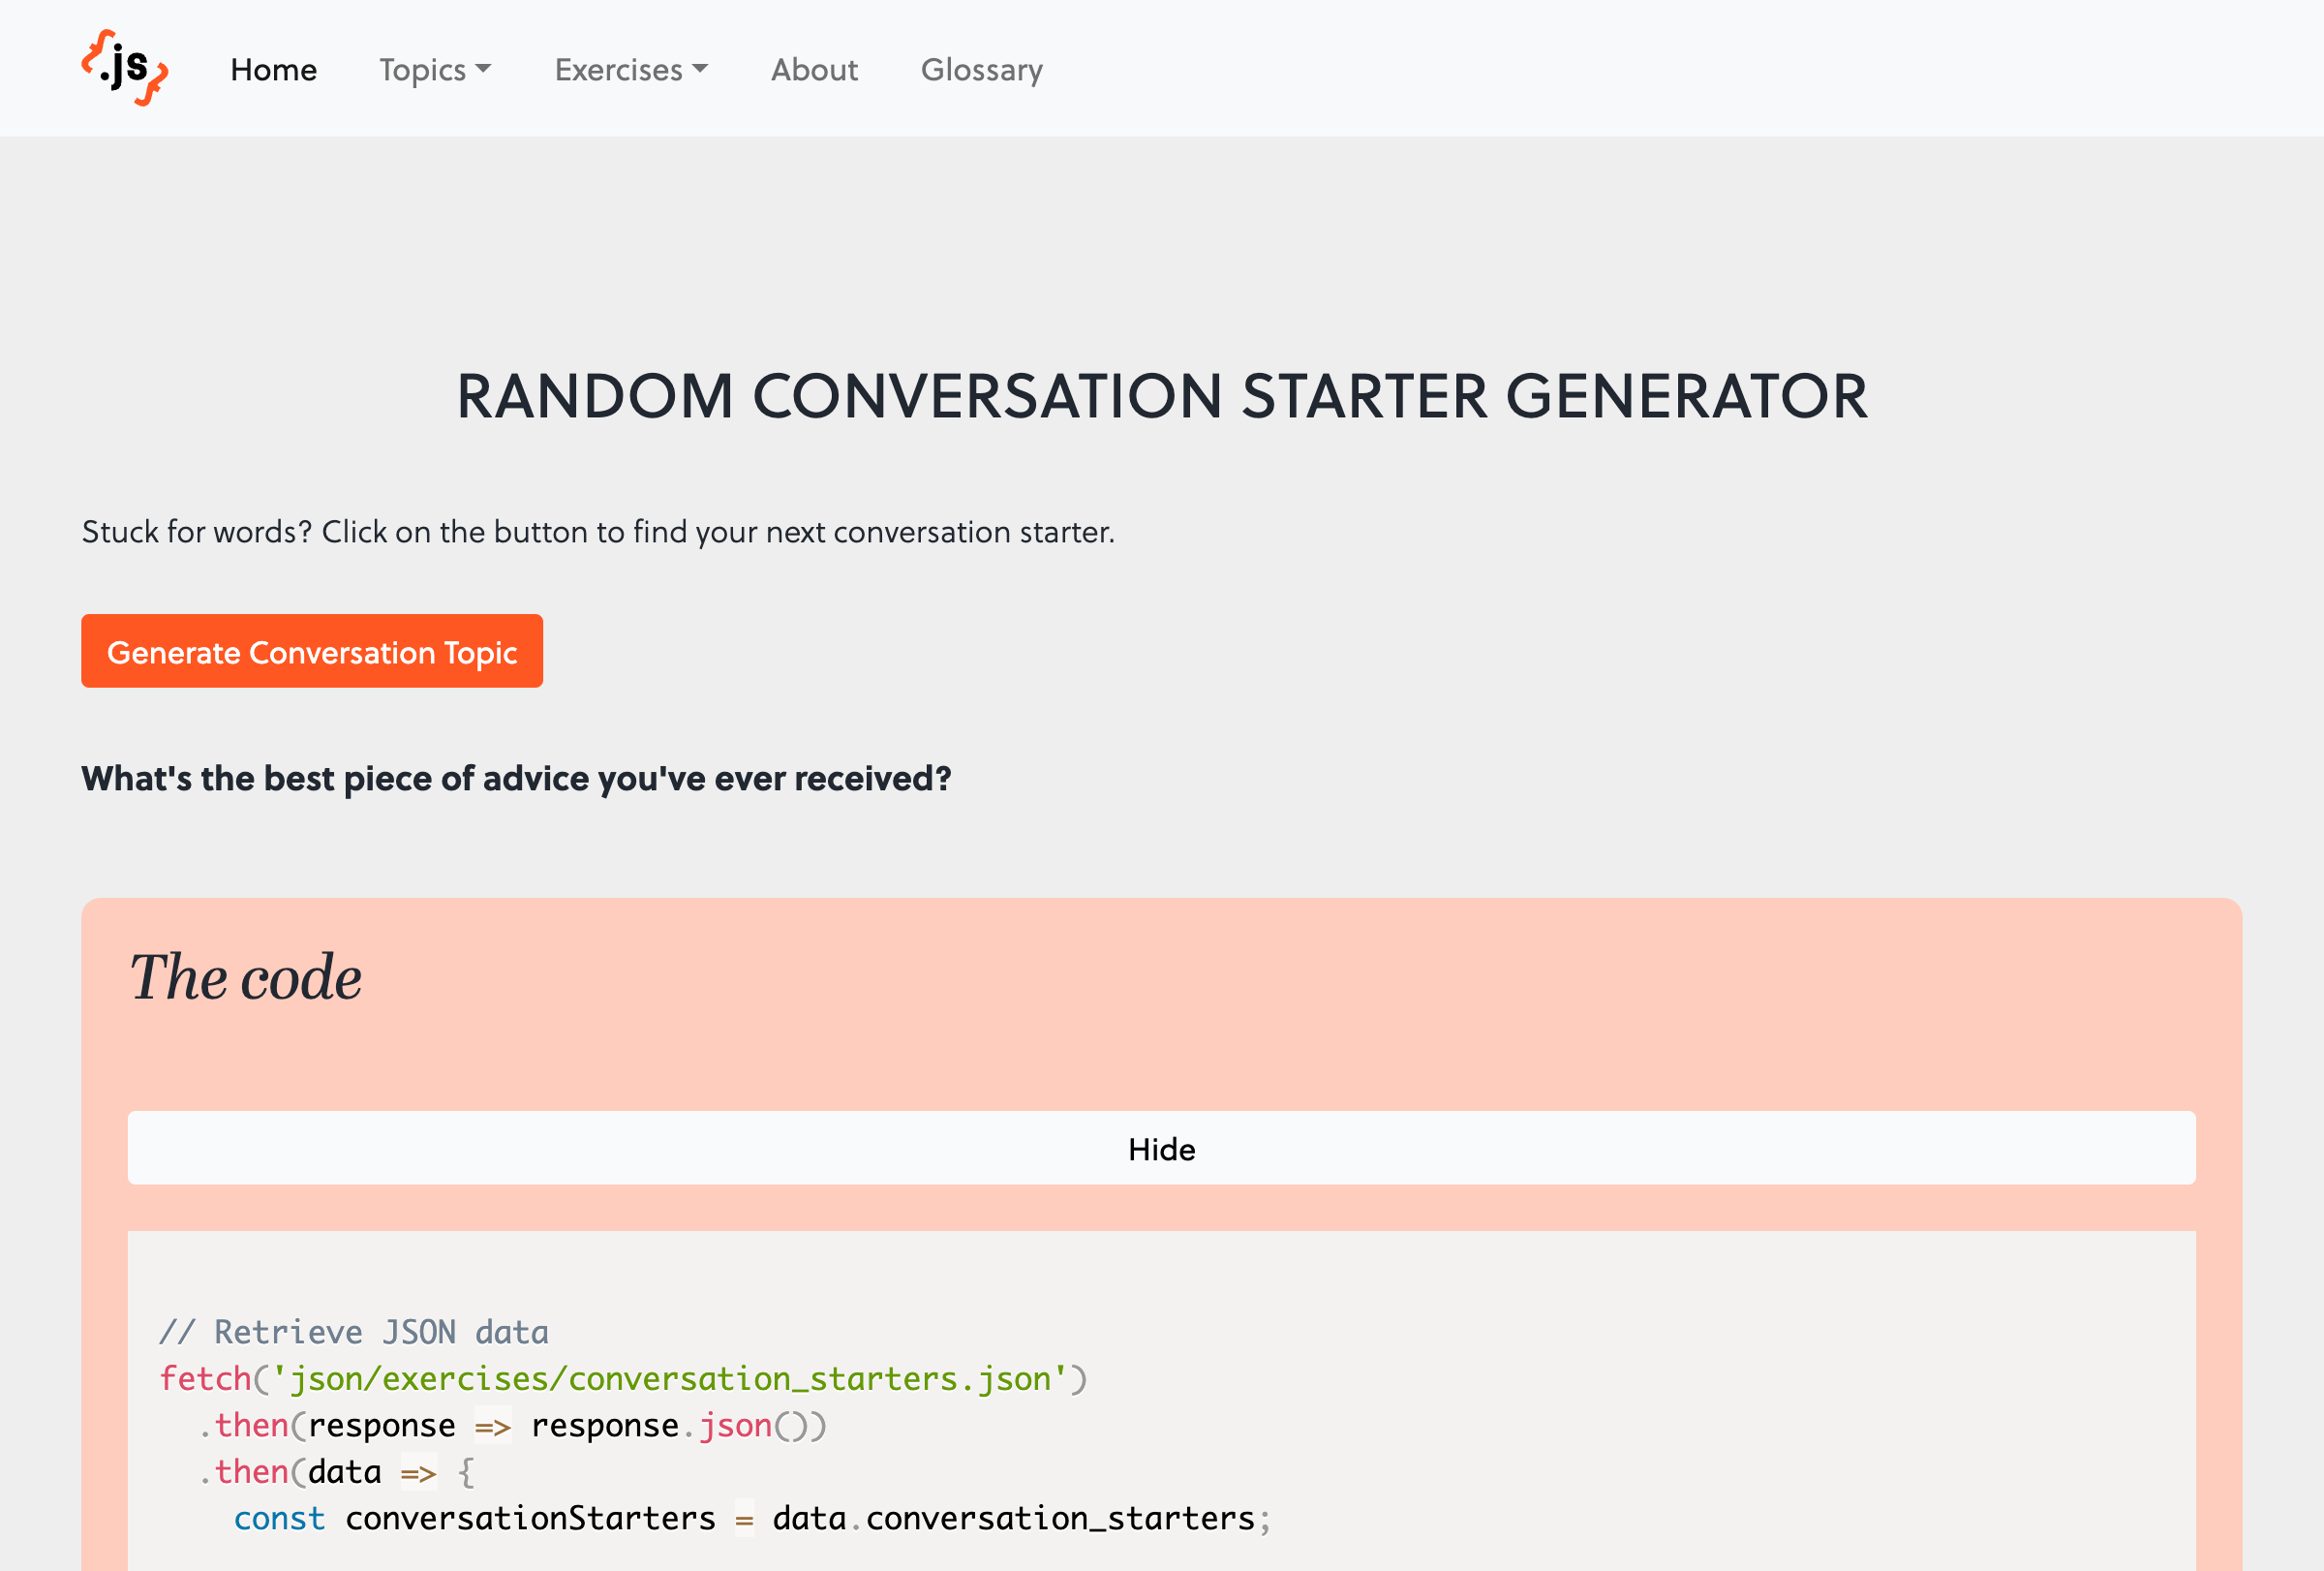 {.js}
Home Topics Exercises About Glossary
RANDOM CONVERSATION STARTER GENERATOR
Stuck for words? Click on the button to find your next conversation starter.
Generate Conversation Topic
What's the best piece of advice you've ever received?
The code
Hide
// Retrieve JSON data
fetch('json/exercises/conversation_starters.json')
  .then(response => response.json())
  .then(data => {
    const conversationStarters = data.conversation_starters;